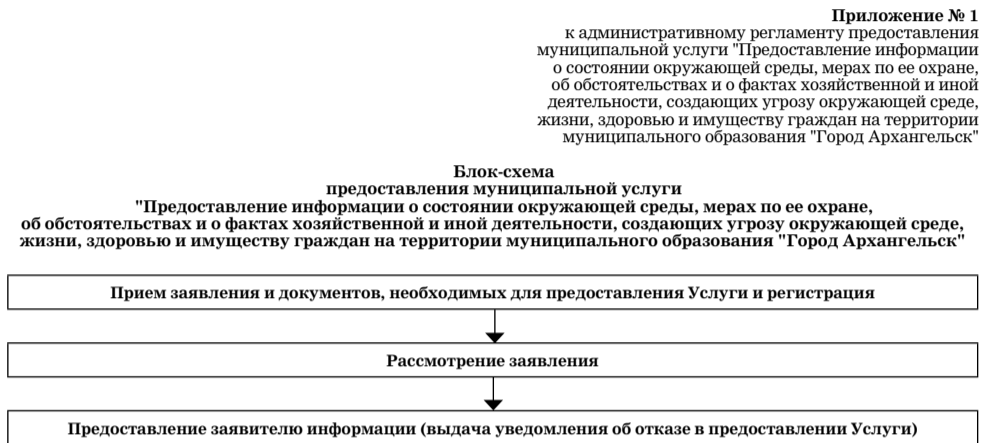 Приложение № 1
к административному регламенту предоставления
муниципальной услуги "Предоставление информации
о состоянии окружающей среды, мерах по ее охране,
об обстоятельствах и о фактах хозяйственной и иной
деятельности, создающих угрозу окружающей среде,
жизни, здоровью и имуществу граждан на территории
муниципального образования "Город Архангельск"
Блок-схема
предоставления муниципальной услуги
"Предоставление информации о состоянии окружающей среды, мерах по ее охране,
об обстоятельствах и о фактах хозяйственной и иной деятельности, создающих угрозу окружающей среде,
жизни, здоровью и имуществу граждан на территории муниципального образования "Город Архангельск"
Прием заявления и документов, необходимых для предоставления Услуги и регистрация
Рассмотрение заявления
Предоставление заявителю информации (выдача уведомления об отказе в предоставлении Услуги)